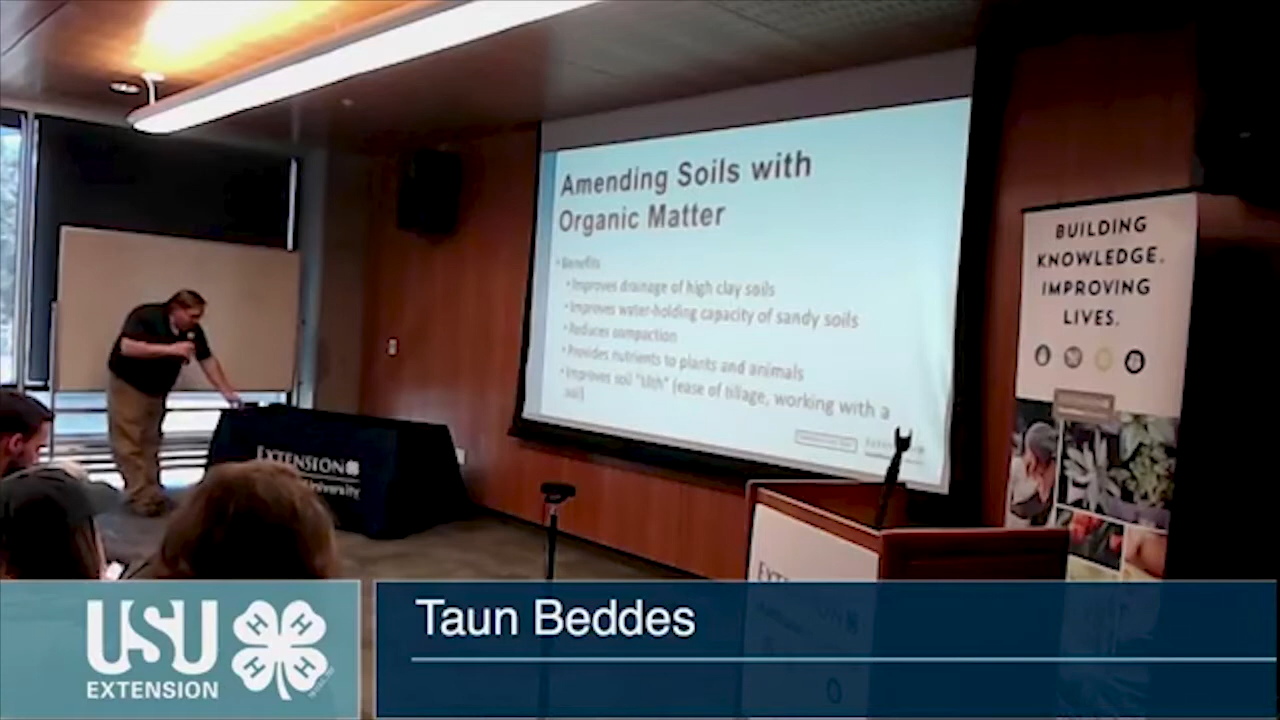 Amending Soils with
Organic Matter
• Benefits
• Improves drainage of high clay soils
• Improves water-holding capacity of sandy soils
• Reduces compaction
• Provides nutrients to plants and animals
• Improves soil "tilth" (ease of tillage, working with a
soil)
BUILDING
KNOWLEDGE.
IMPROVING
LIVES.
EXTENSION
University
USU
EXTENSION
H H
H H
Taun Beddes